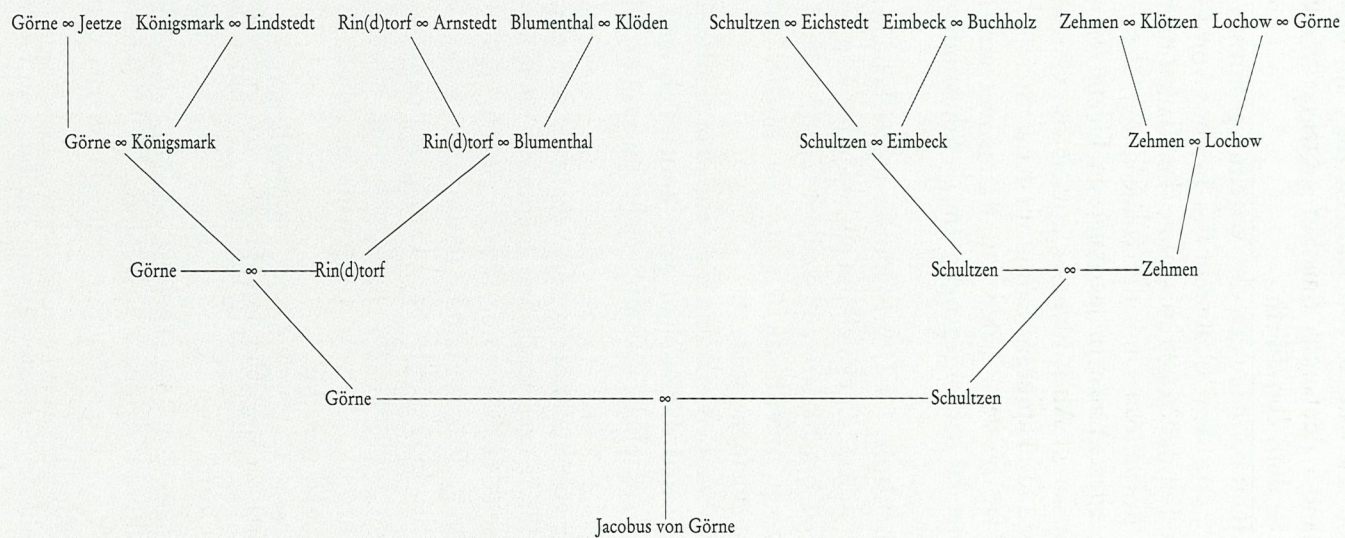 Görne ∞ Jeetze Königsmark ∞ Lindstedt Rin(d)torf ∞ Arnstedt Blumenthal ∞ Klöden Schultzen ∞ Eichstedt Eimbeck ∞ Buchholz Zehmen ∞ Klötzen Lochow ∞ Görne
Görne ∞ Königsmark Rin(d)torf ∞ Blumenthal Schultzen ∞ Eimbeck Zehmen ∞ Lochow
Görne ∞ Rin(d)torf Schultzen ∞ Zehmen
Görne ∞ Schultzen
Jacobus von Görne